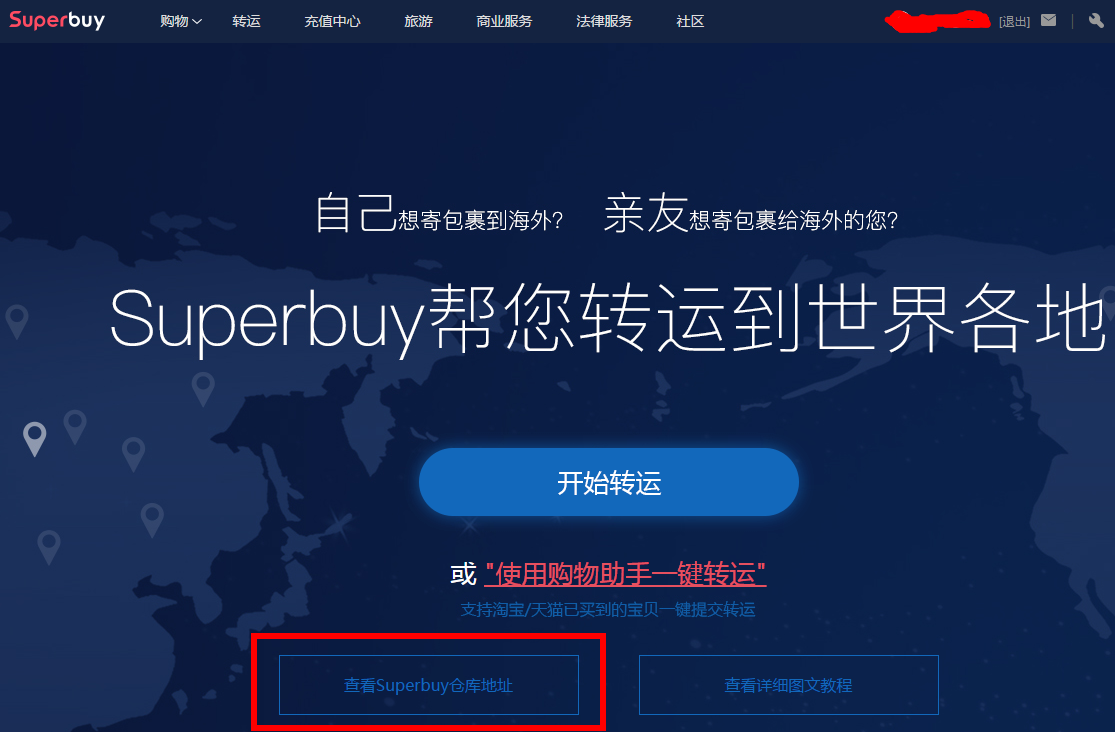 Superbuy 购物 转运 充值中心 旅游 商业服务 法律服务 社区 [退出]
自己想寄包裹到海外? 亲友想寄包裹给海外的您?
Superbuy帮您转运到世界各地
开始转运
或 "使用购物助手一键转运"
支持淘宝/天猫已买到的宝贝一键提交转运
查看Superbuy仓库地址 查看详细图文教程